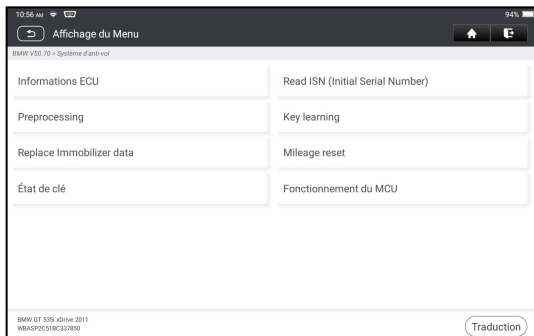 10:56 AM
94%
Affichage du Menu
BMW V50.70 > Système d'anti-vol
Informations ECU
Read ISN (Initial Serial Number)
Preprocessing
Key learning
Replace Immobilizer data
Mileage reset
État de clé
Fonctionnement du MCU
BMW GT 535i xDrive 2011
WBASP2C51BC337850
Traduction